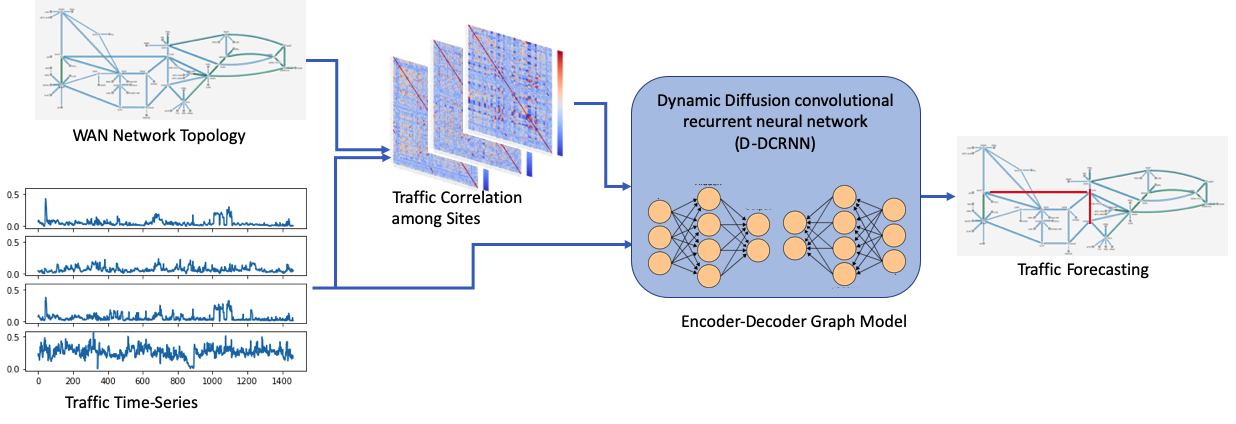 WAN Network Topology
Traffic Correlation
among Sites
Dynamic Diffusion convolutional
recurrent neural network
(D-DCRNN)
Encoder-Decoder Graph Model
Traffic Forecasting
0.5
0.0
0.5
0.0
0.5
0.0
0.5
0.0
0 200 400 600 800 1000 1200 1400
Traffic Time-Series